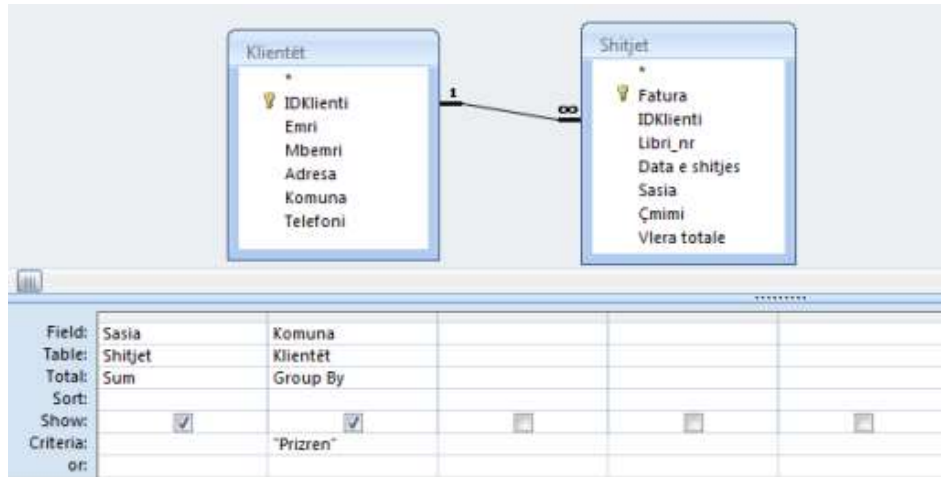 Klientët
*
IDKlienti
Emri
Mbemri
Adresa
Komuna
Telefoni
1
∞
Shitjet
*
Fatura
IDKlienti
Libri_nr
Data e shitjes
Sasia
Çmimi
Vlera totale
Field: Sasia Komuna
Table: Shitjet Klientët
Total: Sum Group By
Sort:
Show:
Criteria: "Prizren"
or: